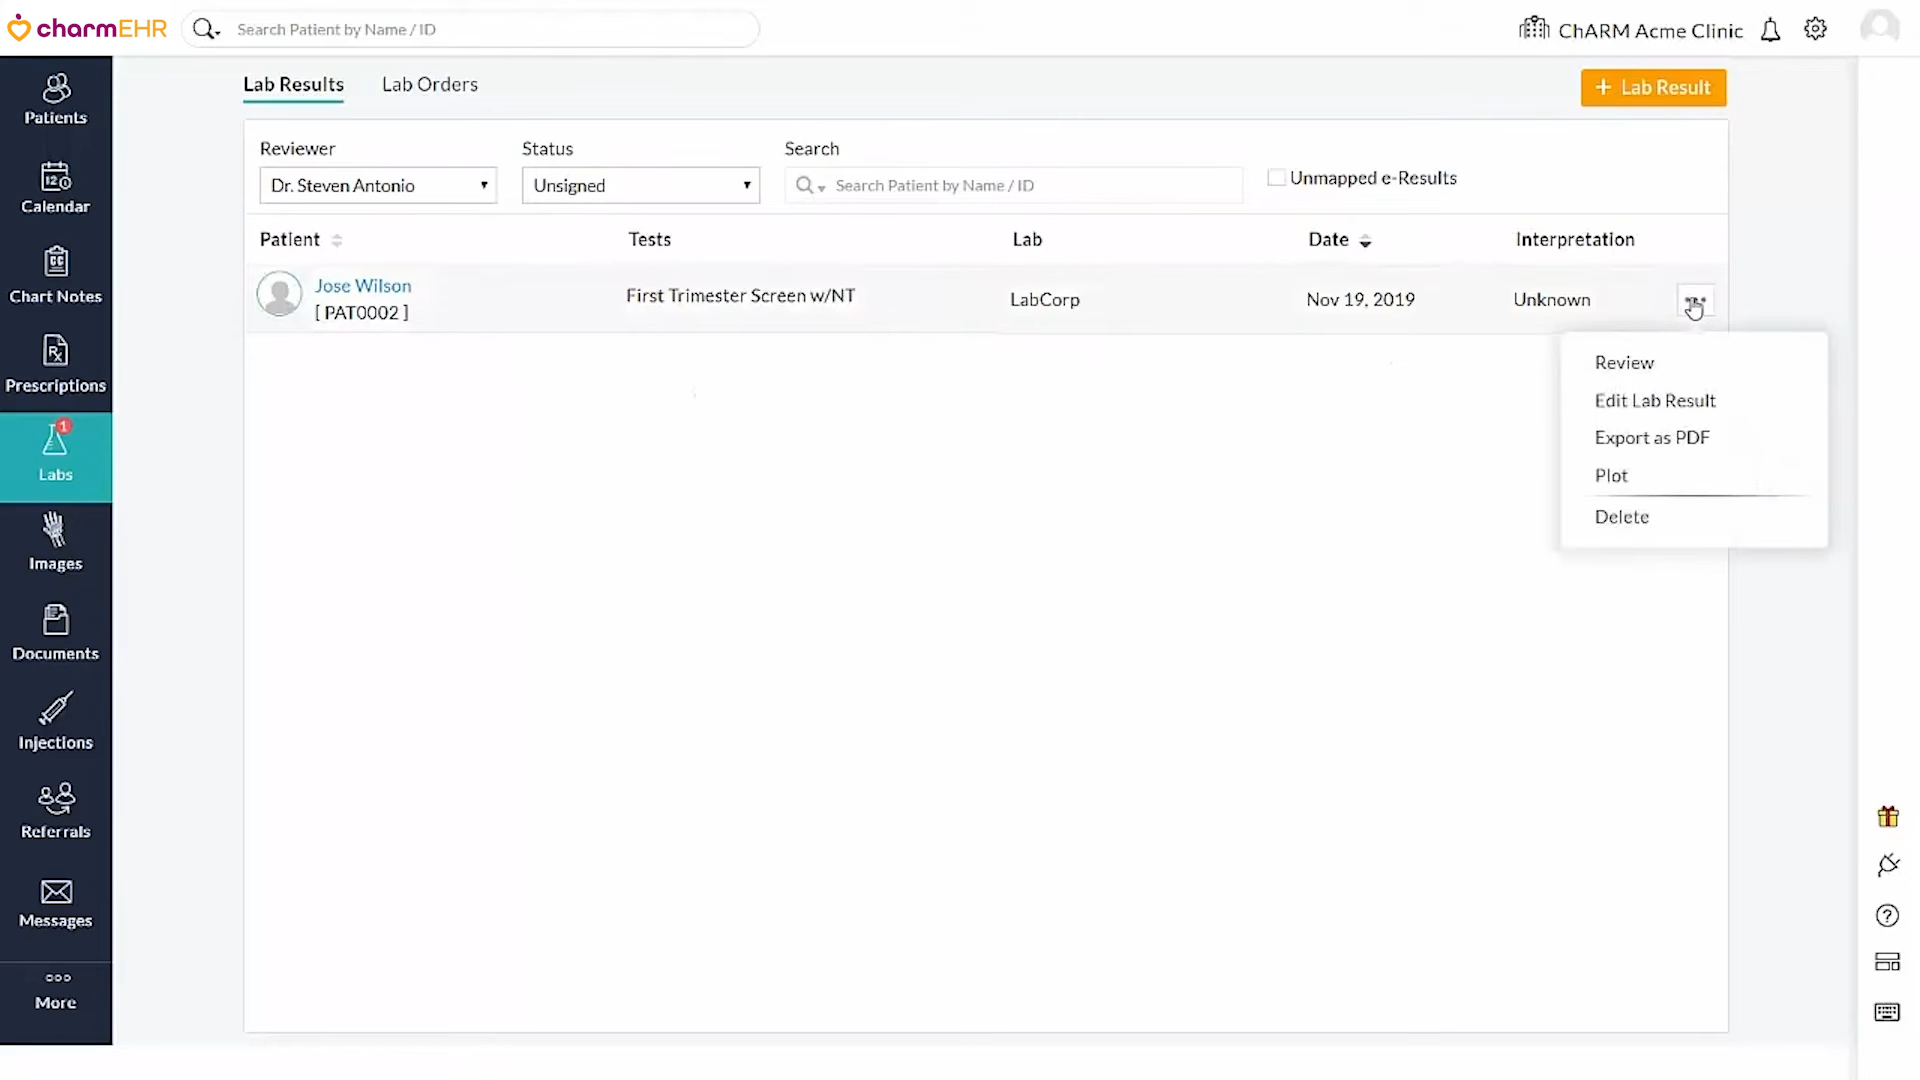 charmEHR
Search Patient by Name / ID
ChARM Acme Clinic
Patients
Calendar
Chart Notes
Prescriptions
1
Labs
Images
Documents
Injections
Referrals
Messages
More
Lab Results
Lab Orders
+ Lab Result
Reviewer
Status
Search
Dr. Steven Antonio
Unsigned
Search Patient by Name / ID
Unmapped e-Results
Patient
Tests
Lab
Date
Interpretation
Jose Wilson
[ PAT0002 ]
First Trimester Screen w/NT
LabCorp
Nov 19, 2019
Unknown
Review
Edit Lab Result
Export as PDF
Plot
Delete